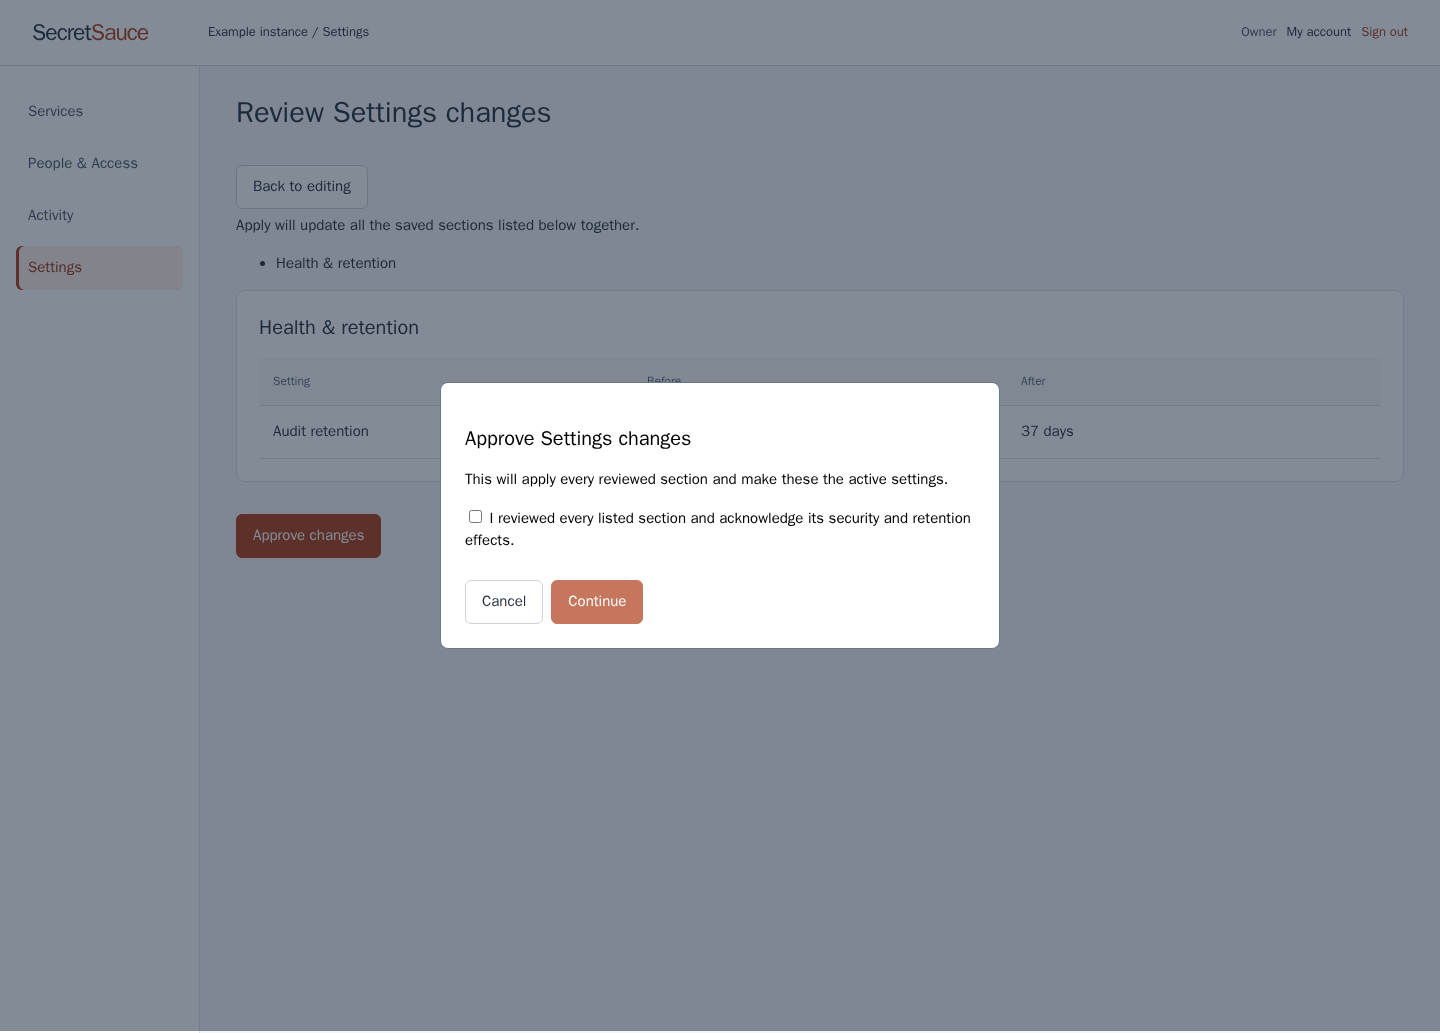 SecretSauce
Example instance / Settings
Owner My account Sign out
Services
People & Access
Activity
Settings
Review Settings changes
Back to editing
Apply will update all the saved sections listed below together.
• Health & retention
Health & retention
Setting Before After
Audit retention 37 days
Approve changes
Approve Settings changes
This will apply every reviewed section and make these the active settings.
I reviewed every listed section and acknowledge its security and retention
effects.
Cancel Continue